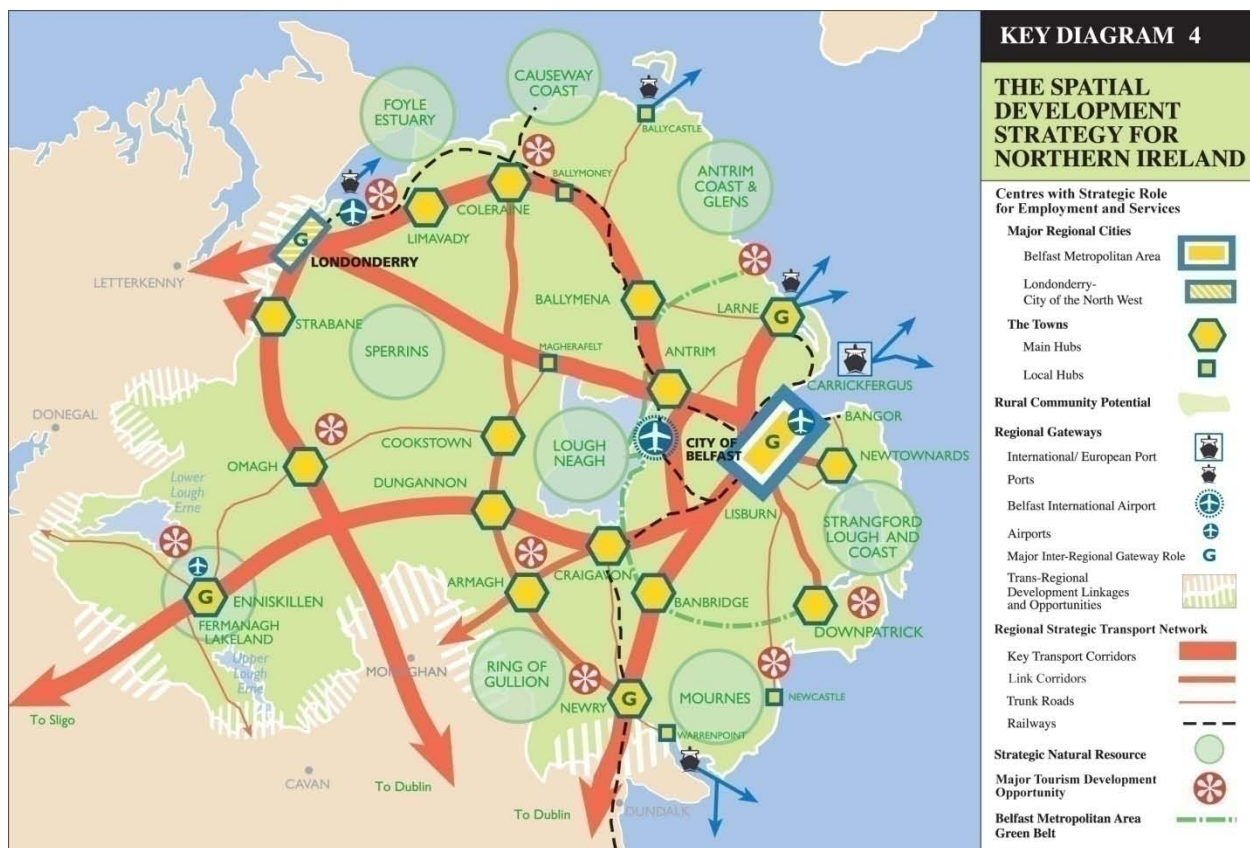 CAUSEWAY
COAST
FOYLE
ESTUARY
BALLYCASTLE
ANTRIM
COAST &
GLENS
BALLYMONEY
COLERAINE
LIMAVADY
G
LONDONDERRY
LETTERKENNY
BALLYMENA
LARNE
G
STRABANE
SPERRINS
MAGHERAFELT
ANTRIM
CARRICKFERGUS
DONEGAL
BANGOR
COOKSTOWN
LOUGH
NEAGH
CITY OF
BELFAST
G
NEWTOWNARDS
OMAGH
Lower
Lough
Erne
DUNGANNON
LISBURN
STRANGFORD
LOUGH AND
COAST
ARMAGH
CRAIGAVON
G
ENNISKILLEN
FERMANAGH
LAKELAND
BANBRIDGE
DOWNPATRICK
Upper
Lough
Erne
MONAGHAN
RING OF
GULLION
NEWRY
G
MOURNES
NEWCASTLE
To Sligo
WARRENPOINT
CAVAN
To Dublin
To Dublin
DUNDALK
KEY DIAGRAM 4
THE SPATIAL
DEVELOPMENT
STRATEGY FOR
NORTHERN IRELAND
Centres with Strategic Role
for Employment and Services
Major Regional Cities
Belfast Metropolitan Area
Londonderry-
City of the North West
The Towns
Main Hubs
Local Hubs
Rural Community Potential
Regional Gateways
International/ European Port
Ports
Belfast International Airport
Airports
Major Inter-Regional Gateway Role G
Trans-Regional
Development Linkages
and Opportunities
Regional Strategic Transport Network
Key Transport Corridors
Link Corridors
Trunk Roads
Railways
Strategic Natural Resource
Major Tourism Development
Opportunity
Belfast Metropolitan Area
Green Belt